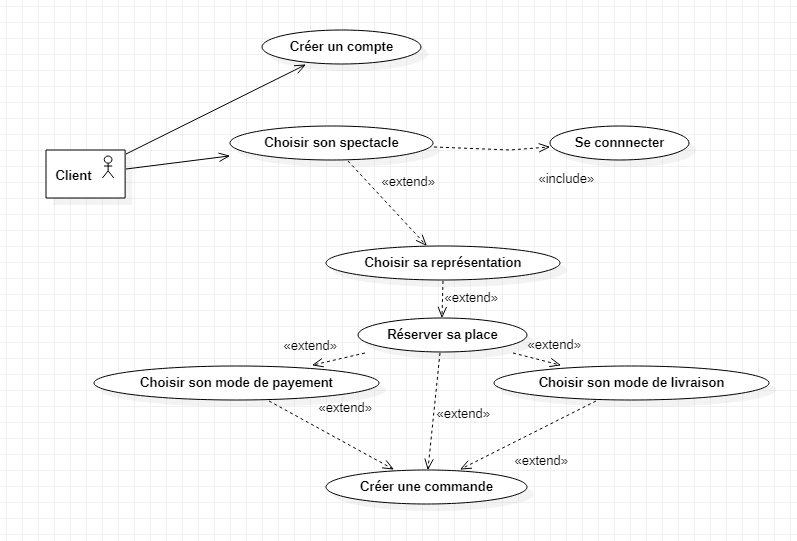 Créer un compte
Choisir son spectacle
Se connnecter
Client
«extend»
«include»
Choisir sa représentation
«extend»
Réserver sa place
«extend»
«extend»
Choisir son mode de payement
Choisir son mode de livraison
«extend»
«extend»
«extend»
Créer une commande